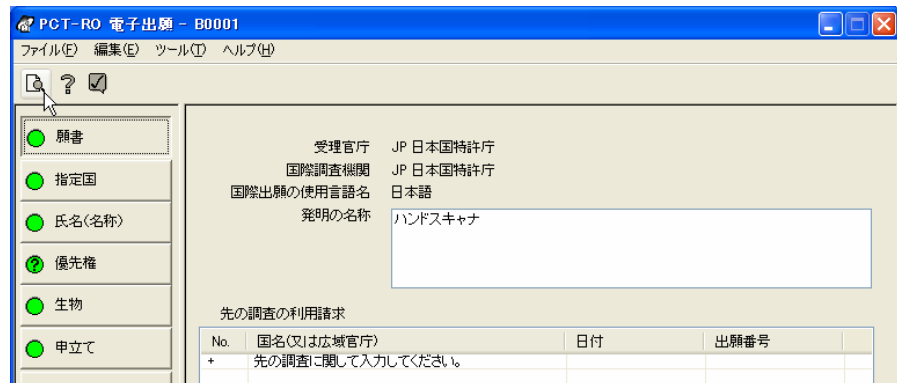 PCT-RO 電子出願 - B0001
ファイル(F) 編集(E) ツール(T) ヘルプ(H)
願書
指定国
氏名(名称)
優先権
生物
申立て
受理官庁 JP 日本国特許庁
国際調査機関 JP 日本国特許庁
国際出願の使用言語名 日本語
発明の名称 ハンドスキャナ
先の調査の利用請求
No. 国名(又は広域官庁) 日付 出願番号
+ 先の調査に関して入力してください。